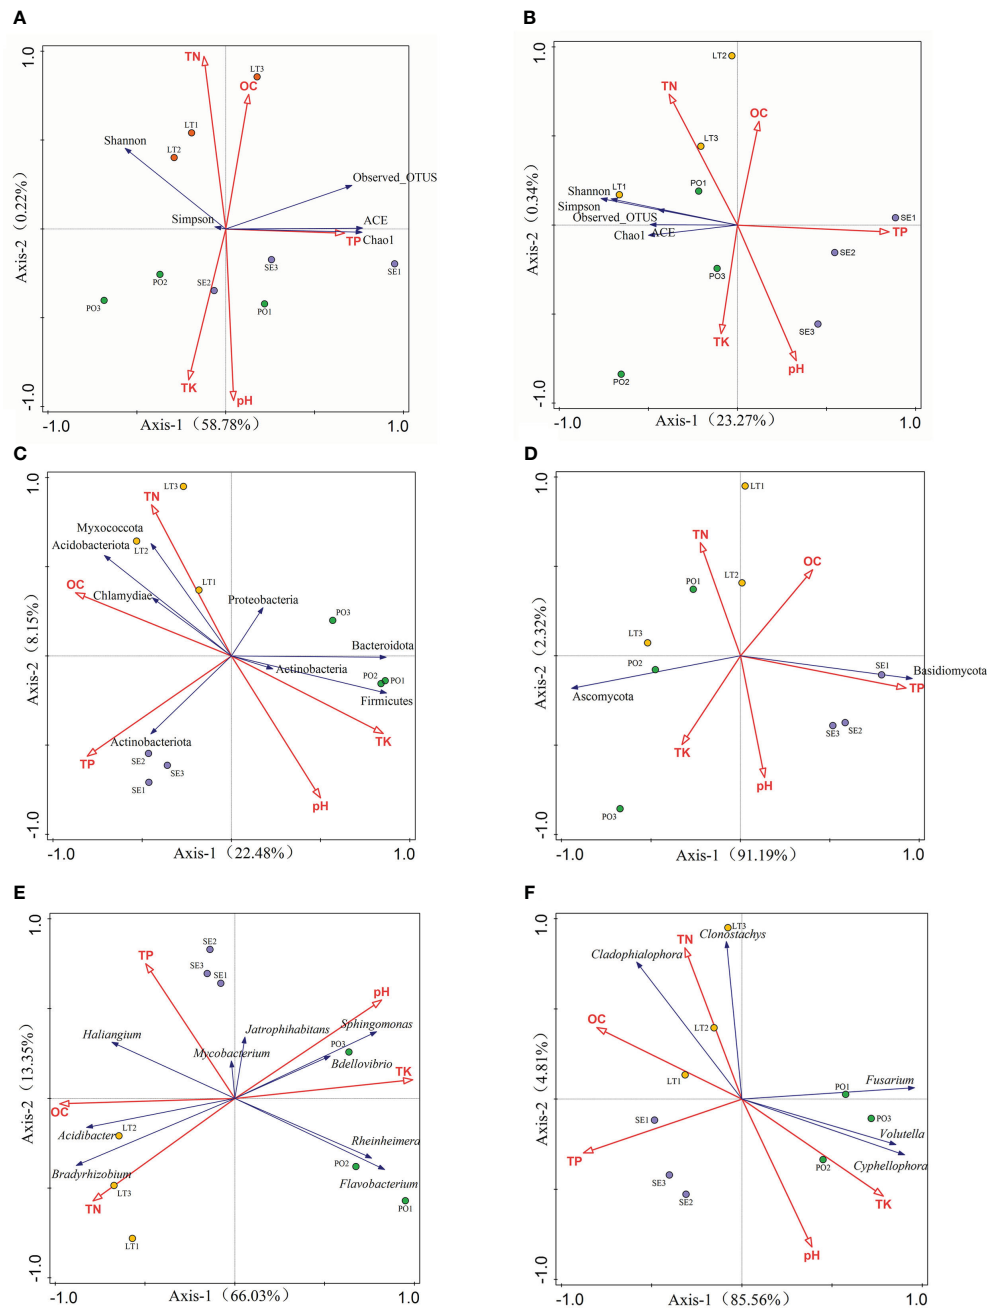 A
1.0
TN
LT3
OC
LT1
Shannon
LT2
Observed_OTUS
Simpson
ACE
TP
Chao1
PO2
SE2
SE3
SE1
PO3
PO1
TK
pH
Axis-2 (0.22%)
-1.0
-1.0
Axis-1 (58.78%)
1.0
B
1.0
LT2
TN
OC
LT3
LT1
PO1
Shannon
Simpson
Observed_OTUS
Chao1
ACE
SE1
TP
SE2
PO3
TK
SE3
pH
PO2
Axis-2 (0.34%)
-1.0
-1.0
Axis-1 (23.27%)
1.0
C
1.0
LT3
TN
Myxococcota
LT2
Acidobacteriota
OC
LT1
Chlamydiae
Proteobacteria
PO3
Bacteroidota
Actinobacteria
PO2
PO1
Firmicutes
Actinobacteriota
TK
TP
SE2
SE3
SE1
pH
Axis-2 (8.15%)
-1.0
-1.0
Axis-1 (22.48%)
1.0
D
1.0
LT1
TN
OC
PO1
LT2
LT3
PO2
SE1
Basidiomycota
Ascomycota
TP
SE3
SE2
TK
pH
PO3
Axis-2 (2.32%)
-1.0
-1.0
Axis-1 (91.19%)
1.0
E
1.0
SE2
TP
SE3
SE1
pH
Haliangium
Jatrophihabitans
Sphingomonas
PO3
Mycobacterium
Bdellovibrio
TK
OC
Acidibacter
LT2
Rheinheimera
Bradyrhizobium
PO2
Flavobacterium
LT3
TN
PO1
LT1
Axis-2 (13.35%)
-1.0
-1.0
Axis-1 (66.03%)
1.0
F
1.0
LT3
TN
Clonostachys
Cladophialophora
OC
LT2
LT1
PO1
Fusarium
SE1
PO3
Volutella
TP
PO2
Cyphellophora
SE3
SE2
TK
pH
Axis-2 (4.81%)
-1.0
-1.0
Axis-1 (85.56%)
1.0